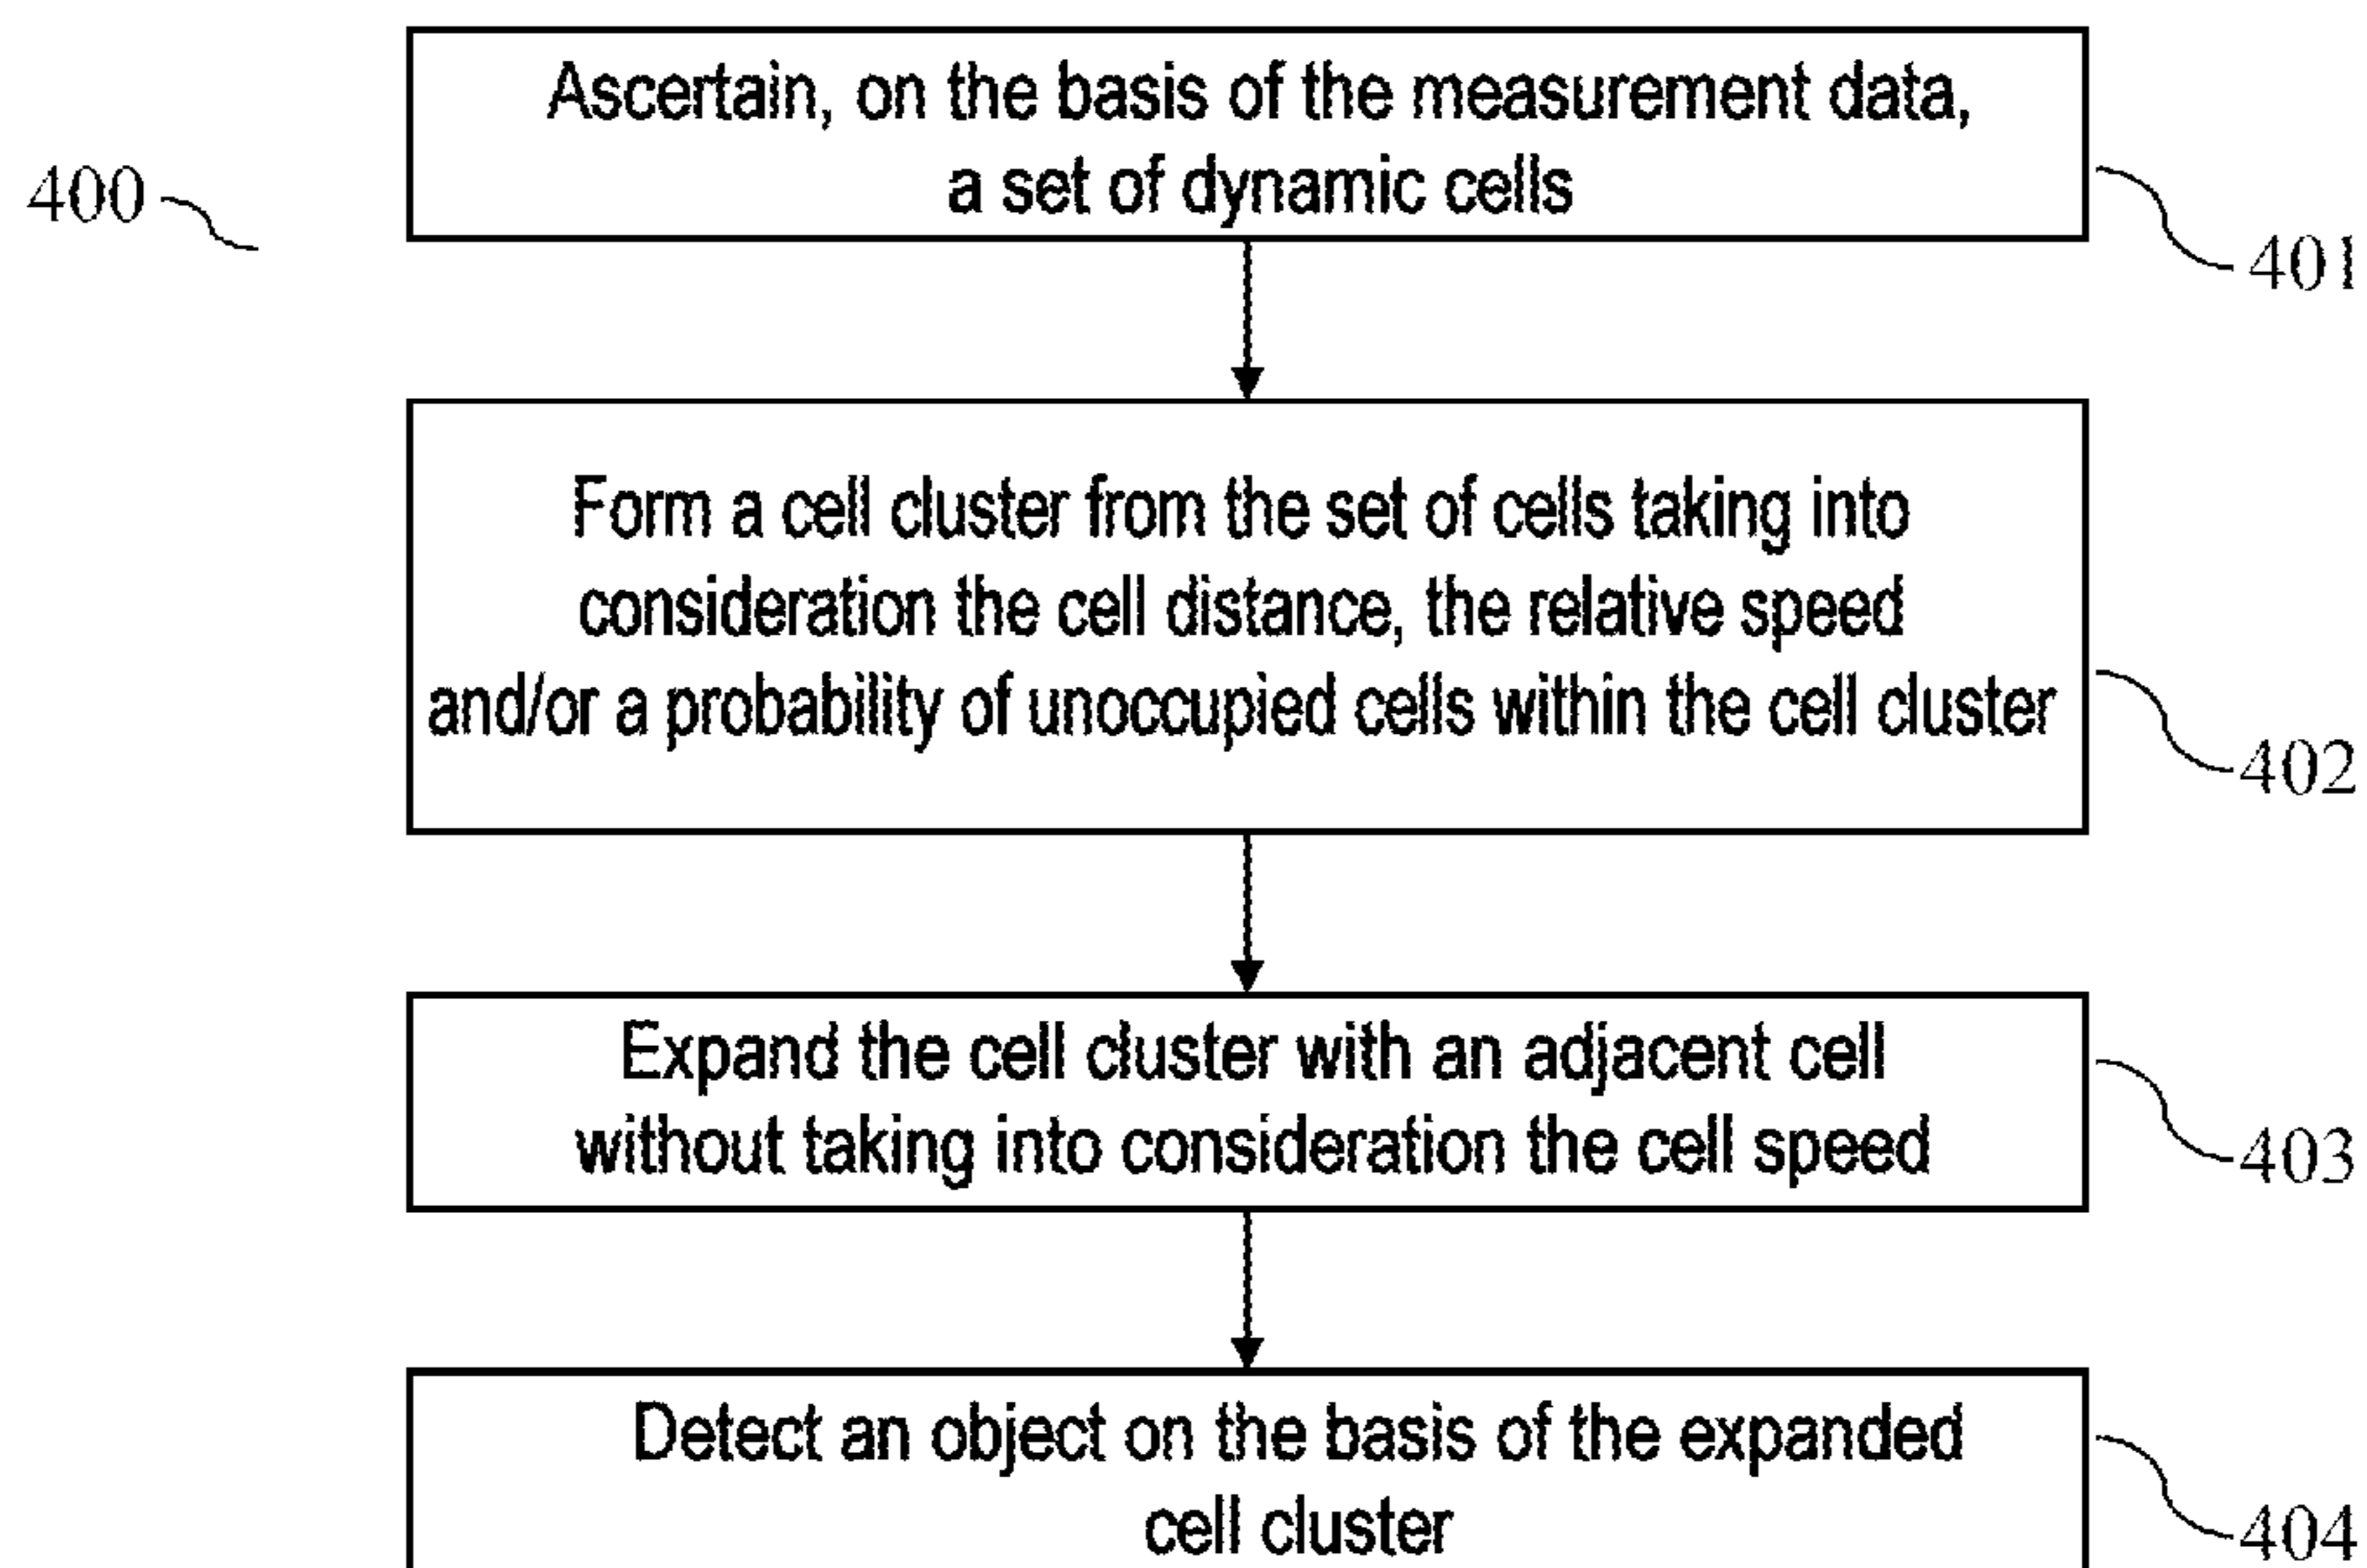 Ascertain, on the basis of the measurement data,
a set of dynamic cells
400
401
Form a cell cluster from the set of cells taking into
consideration the cell distance, the relative speed
and/or a probability of unoccupied cells within the cell cluster
402
Expand the cell cluster with an adjacent cell
without taking into consideration the cell speed
403
Detect an object on the basis of the expanded
cell cluster
404